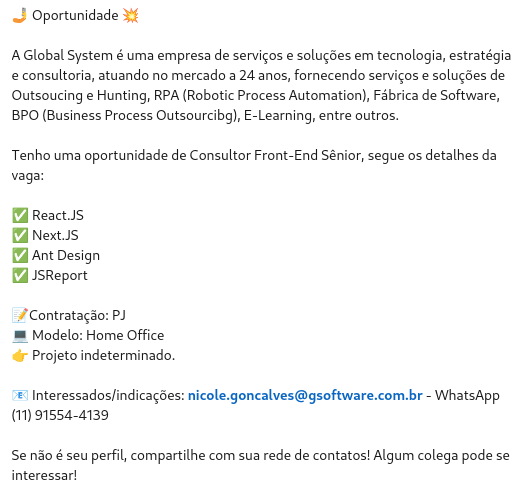 🤳 Oportunidade 💥
A Global System é uma empresa de serviços e soluções em tecnologia, estratégia
e consultoria, atuando no mercado a 24 anos, fornecendo serviços e soluções de
Outsoucing e Hunting, RPA (Robotic Process Automation), Fábrica de Software,
BPO (Business Process Outsourcibg), E-Learning, entre outros.
Tenho uma oportunidade de Consultor Front-End Sênior, segue os detalhes da
vaga:
✅ React.JS
✅ Next.JS
✅ Ant Design
✅ JSReport
📝Contratação: PJ
💻 Modelo: Home Office
👉 Projeto indeterminado.
📧 Interessados/indicações: nicole.goncalves@gsoftware.com.br - WhatsApp
(11) 91554-4139
Se não é seu perfil, compartilhe com sua rede de contatos! Algum colega pode se
interessar!